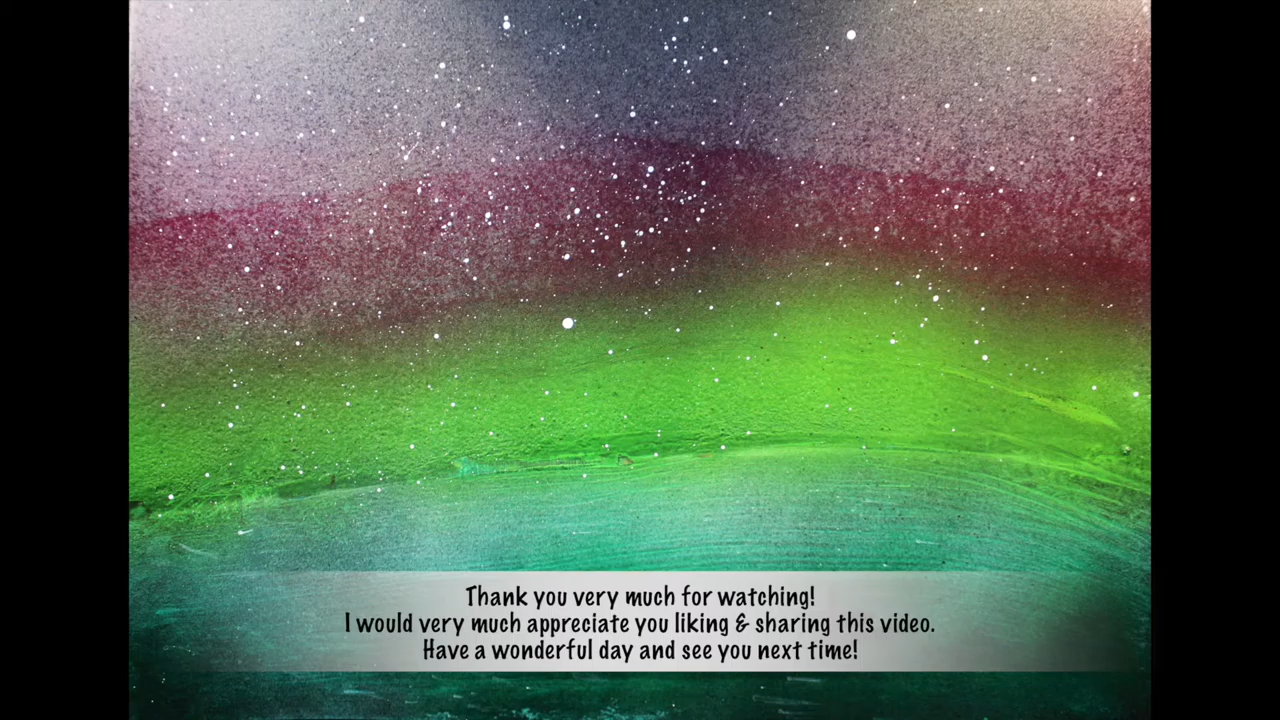 Thank you very much for watching!
I would very much appreciate you liking & sharing this video.
Have a wonderful day and see you next time!